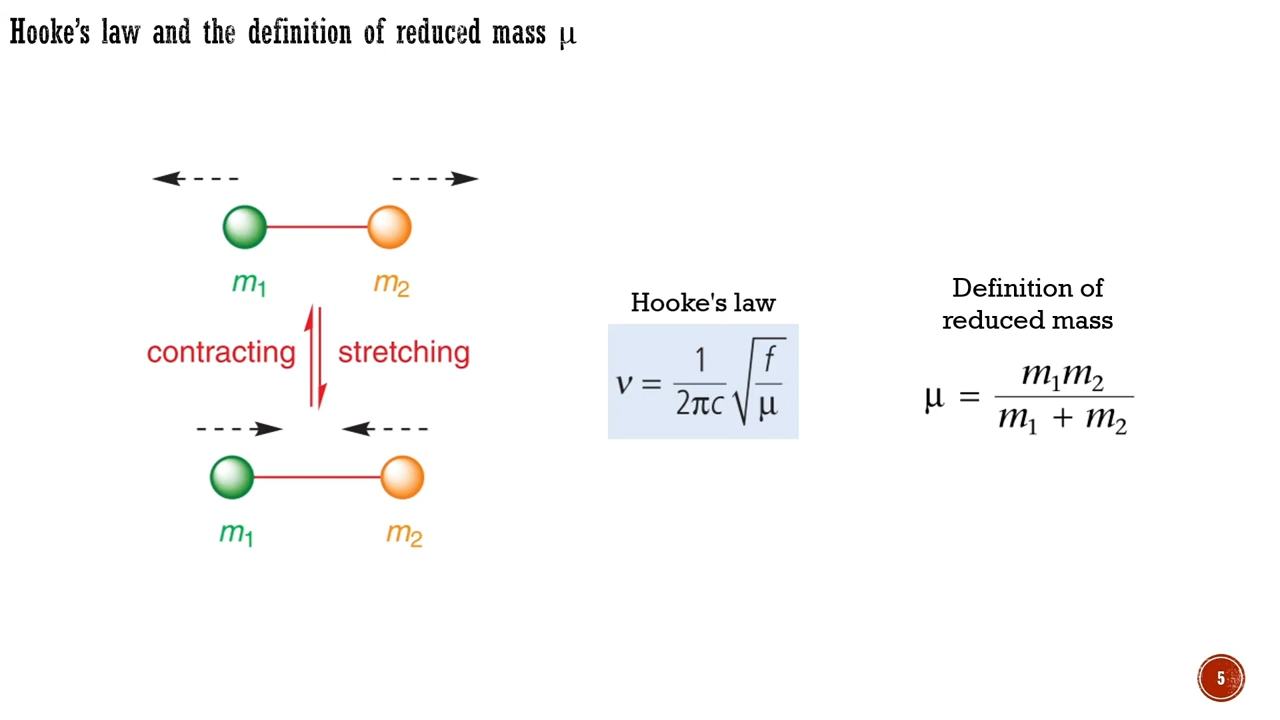 Hooke's law and the definition of reduced mass μ
m₁ m₂
contracting stretching
m₁ m₂
Hooke's law
ν = 1/2πc √f/μ
Definition of
reduced mass
μ = m₁m₂/m₁ + m₂
5